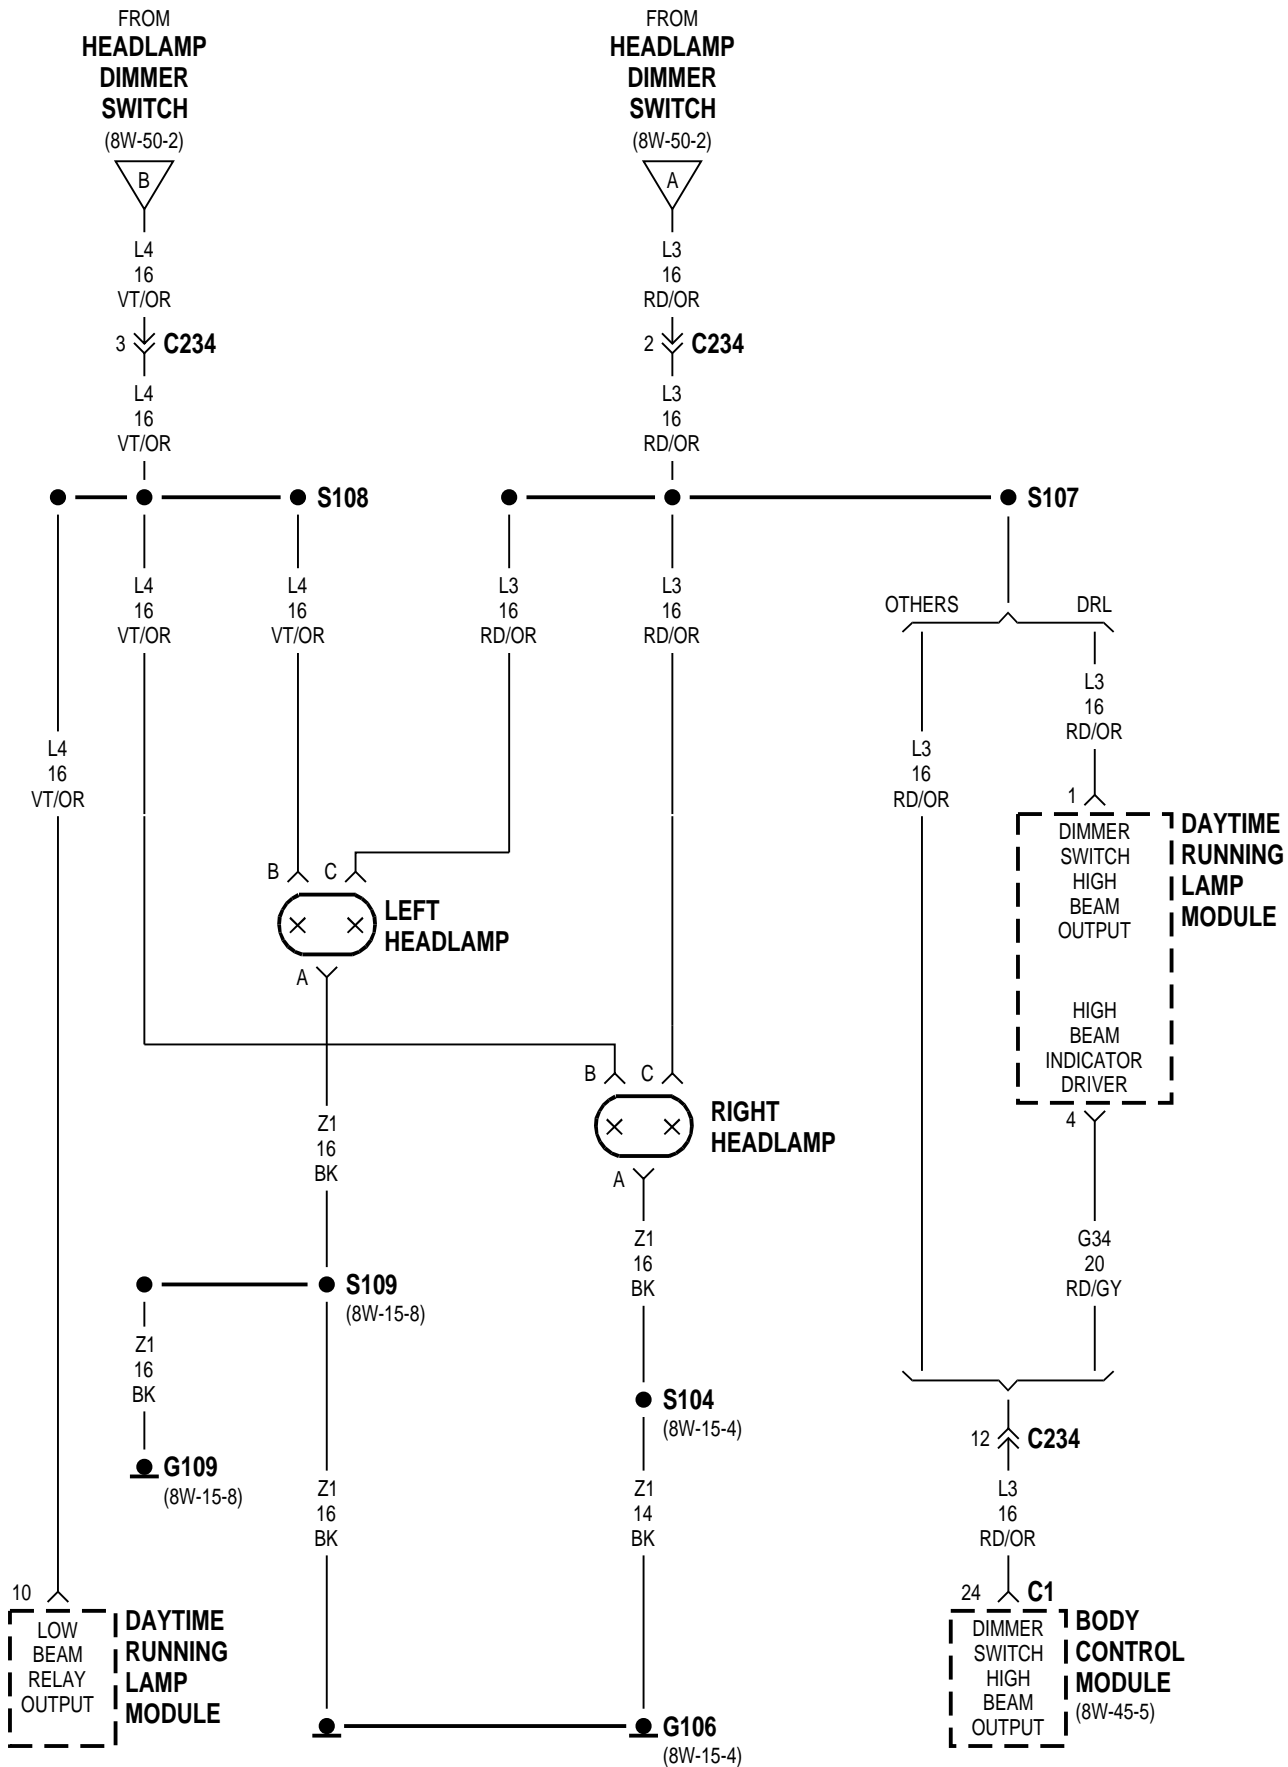 FROM
HEADLAMP
DIMMER
SWITCH
(8W-50-2)
B
L4
16
VT/OR
3
C234
L4
16
VT/OR
FROM
HEADLAMP
DIMMER
SWITCH
(8W-50-2)
A
L3
16
RD/OR
2
C234
L3
16
RD/OR
S108
S107
L4
16
VT/OR
L4
16
VT/OR
L3
16
RD/OR
L3
16
RD/OR
OTHERS
DRL
L3
16
RD/OR
L4
16
VT/OR
L3
16
RD/OR
1
DIMMER
SWITCH
HIGH
BEAM
OUTPUT
DAYTIME
RUNNING
LAMP
MODULE
HIGH
BEAM
INDICATOR
DRIVER
4
B
C
LEFT
HEADLAMP
A
B
C
RIGHT
HEADLAMP
A
Z1
16
BK
Z1
16
BK
G34
20
RD/GY
S109
(8W-15-8)
Z1
16
BK
G109
(8W-15-8)
S104
(8W-15-4)
12
C234
Z1
16
BK
Z1
14
BK
L3
16
RD/OR
10
LOW
BEAM
RELAY
OUTPUT
DAYTIME
RUNNING
LAMP
MODULE
24
C1
DIMMER
SWITCH
HIGH
BEAM
OUTPUT
BODY
CONTROL
MODULE
(8W-45-5)
G106
(8W-15-4)